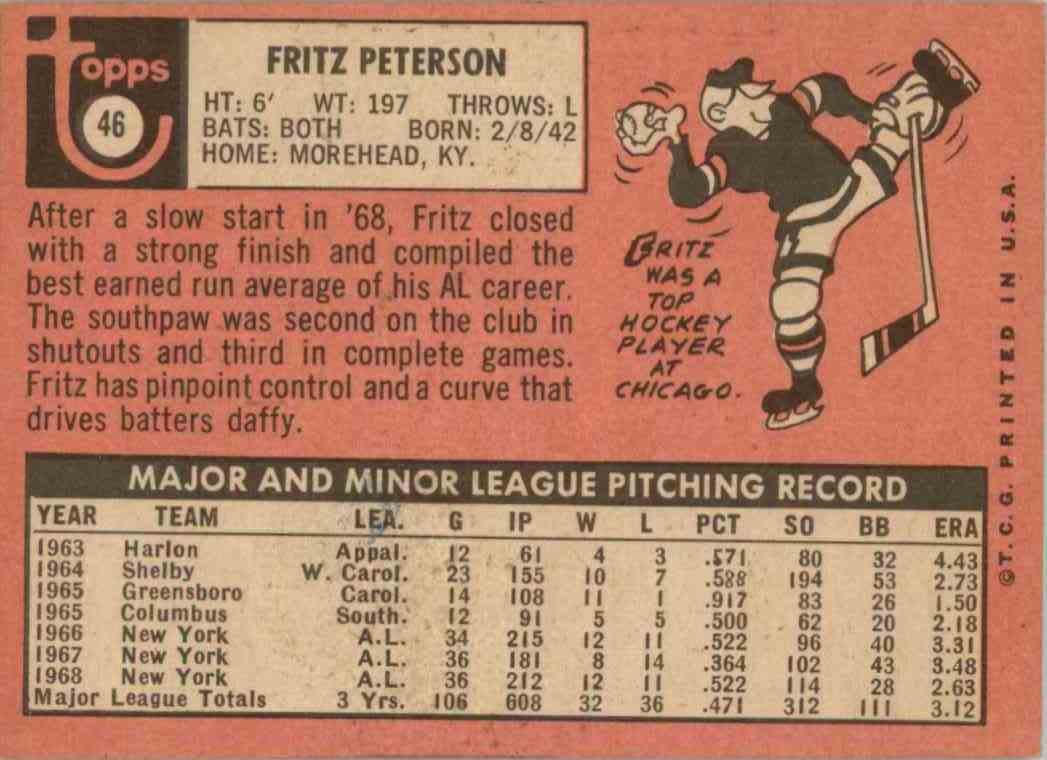 topps
46
FRITZ PETERSON
HT: 6' WT: 197 THROWS: L
BATS: BOTH BORN: 2/8/42
HOME: MOREHEAD, KY.
After a slow start in '68, Fritz closed
with a strong finish and compiled the
best earned run average of his AL career.
The southpaw was second on the club in
shutouts and third in complete games.
Fritz has pinpoint control and a curve that
drives batters daffy.
FRITZ
WAS A
TOP
HOCKEY
PLAYER
AT
CHICAGO.
MAJOR AND MINOR LEAGUE PITCHING RECORD
YEAR TEAM LEA. G IP W L PCT SO BB ERA
1963 Harlon Appal. 12 61 4 3 .571 80 32 4.43
1964 Shelby W. Carol. 23 155 10 7 .588 194 53 2.73
1965 Greensboro Carol. 14 108 11 1 .917 83 26 1.50
1965 Columbus South. 12 91 5 5 .500 62 20 2.18
1966 New York A.L. 34 215 12 11 .522 96 40 3.31
1967 New York A.L. 36 181 8 14 .364 102 43 3.48
1968 New York A.L. 36 212 12 11 .522 114 28 2.63
Major League Totals 3 Yrs. 106 608 32 36 .471 312 111 3.12
©T.C.G. PRINTED IN U.S.A.